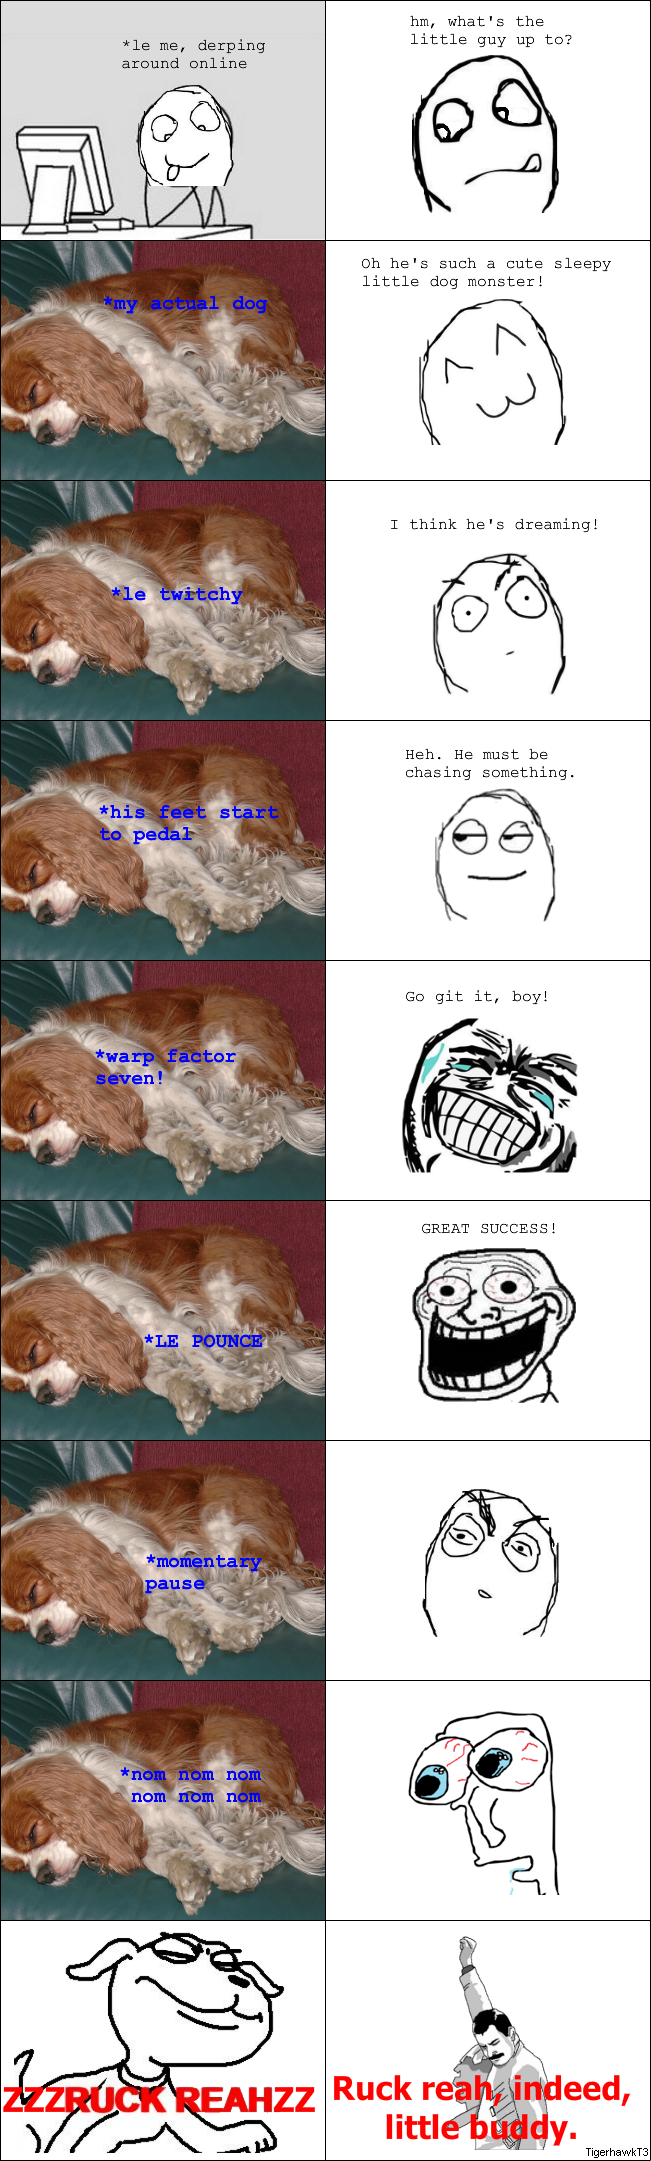 *le me, derping
around online
hm, what's the
little guy up to?
*my actual dog
Oh he's such a cute sleepy
little dog monster!
*le twitchy
I think he's dreaming!
*his feet start
to pedal
Heh. He must be
chasing something.
*warp factor
seven!
Go git it, boy!
*LE POUNCE
GREAT SUCCESS!
*momentary
pause
*nom nom nom
nom nom nom
ZZZRUCK REAHZZ
Ruck reah, indeed,
little buddy.
TigerhawkT3